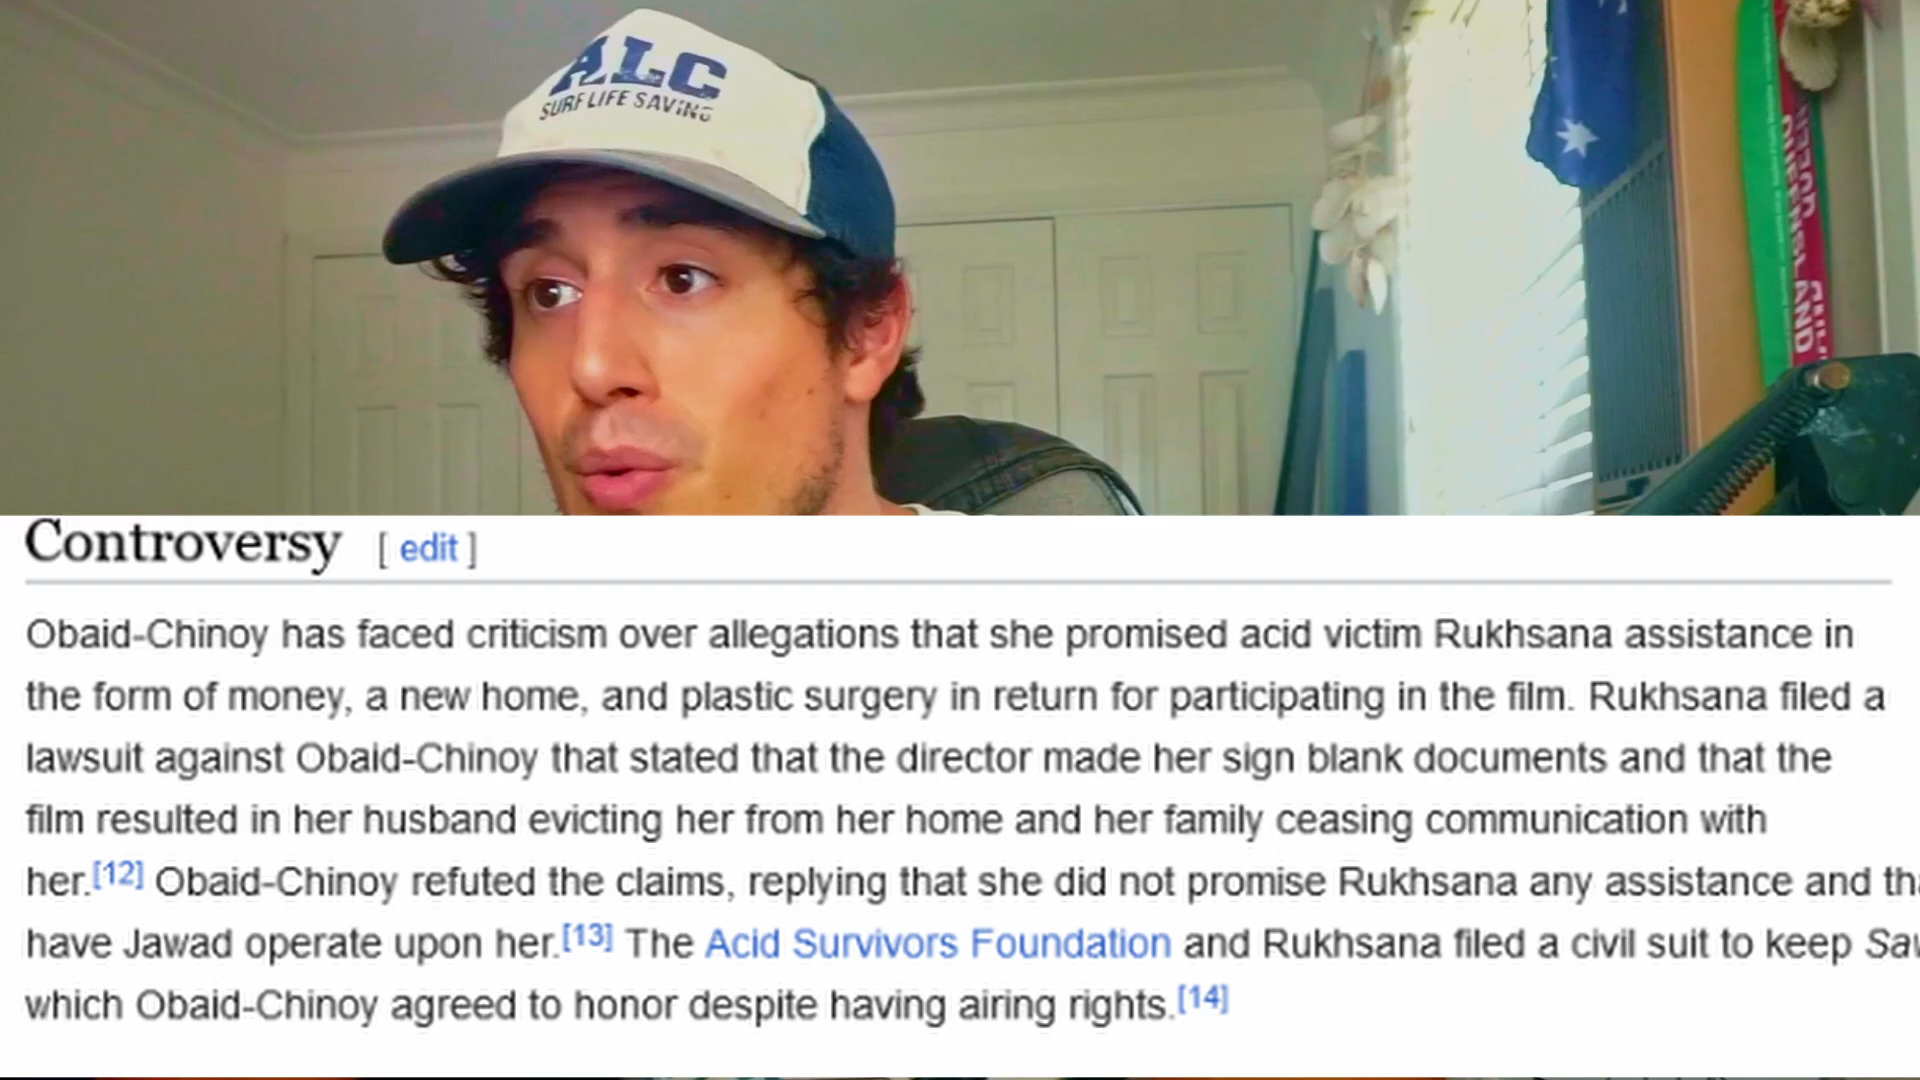 ALC
SURF LIFE SAVING
QUEENSLAND
Controversy [ edit ]
Obaid-Chinoy has faced criticism over allegations that she promised acid victim Rukhsana assistance in
the form of money, a new home, and plastic surgery in return for participating in the film. Rukhsana filed a
lawsuit against Obaid-Chinoy that stated that the director made her sign blank documents and that the
film resulted in her husband evicting her from her home and her family ceasing communication with
her.[12] Obaid-Chinoy refuted the claims, replying that she did not promise Rukhsana any assistance and
have Jawad operate upon her.[13] The Acid Survivors Foundation and Rukhsana filed a civil suit to keep
which Obaid-Chinoy agreed to honor despite having airing rights.[14]